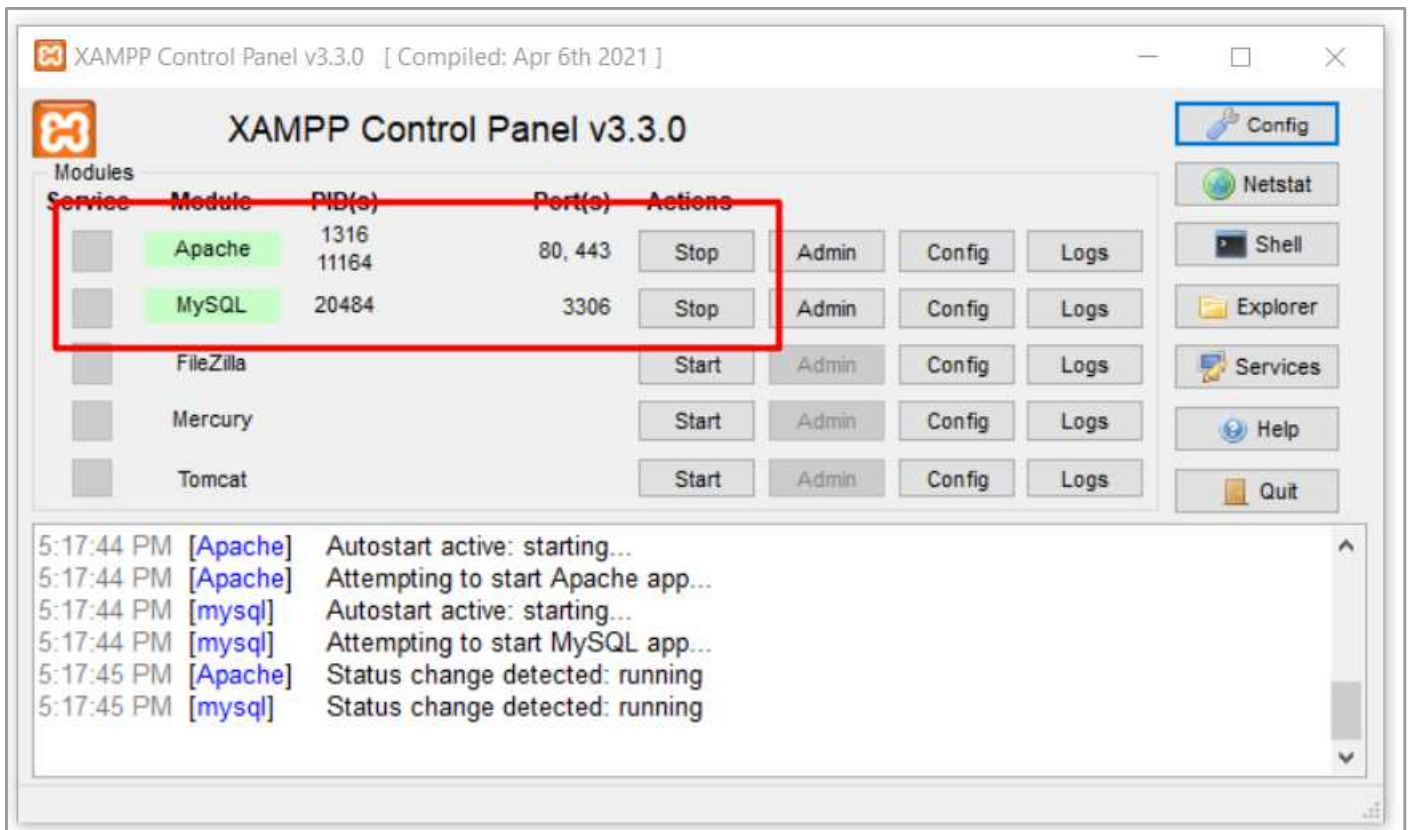 XAMPP Control Panel v3.3.0 [ Compiled: Apr 6th 2021 ]
XAMPP Control Panel v3.3.0
Config
Modules
Service Module PID(s) Port(s) Actions
Netstat
Apache 1316 11164 80, 443 Stop Admin Config Logs
Shell
MySQL 20484 3306 Stop Admin Config Logs
Explorer
FileZilla Start Admin Config Logs
Services
Mercury Start Admin Config Logs
Help
Tomcat Start Admin Config Logs
Quit
5:17:44 PM [Apache] Autostart active: starting...
5:17:44 PM [Apache] Attempting to start Apache app...
5:17:44 PM [mysql] Autostart active: starting...
5:17:44 PM [mysql] Attempting to start MySQL app...
5:17:45 PM [Apache] Status change detected: running
5:17:45 PM [mysql] Status change detected: running